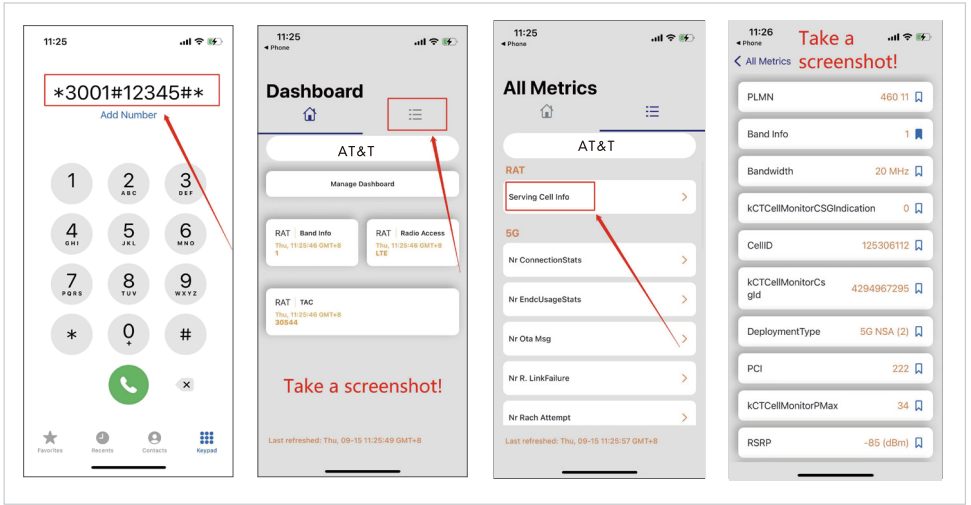 11:25
*3001#12345#*
Add Number
1
2
ABC
3
DEF
4
GHI
5
JKL
6
MNO
7
PQRS
8
TUV
9
WXYZ
*
0
+
#
Favorites
Recents
Contacts
Keypad
11:25
◀ Phone
Dashboard
AT&T
Manage Dashboard
RAT | Band Info
Thu, 11:25:46 GMT+8
1
RAT | Radio Access
Thu, 11:25:46 GMT+8
LTE
RAT | TAC
Thu, 11:25:46 GMT+8
30544
Take a screenshot!
Last refreshed: Thu, 09-15 11:25:49 GMT+8
11:25
◀ Phone
All Metrics
AT&T
RAT
Serving Cell Info
5G
Nr ConnectionStats
Nr EndcUsageStats
Nr Ota Msg
Nr R. LinkFailure
Nr Rach Attempt
Last refreshed: Thu, 09-15 11:25:57 GMT+8
11:26
◀ Phone
Take a
screenshot!
All Metrics
PLMN 460 11
Band Info 1
Bandwidth 20 MHz
kCTCellMonitorCSGIndication 0
CellID 125306112
kCTCellMonitorCs
gId 4294967295
DeploymentType 5G NSA (2)
PCI 222
kCTCellMonitorPMax 34
RSRP -85 (dBm)